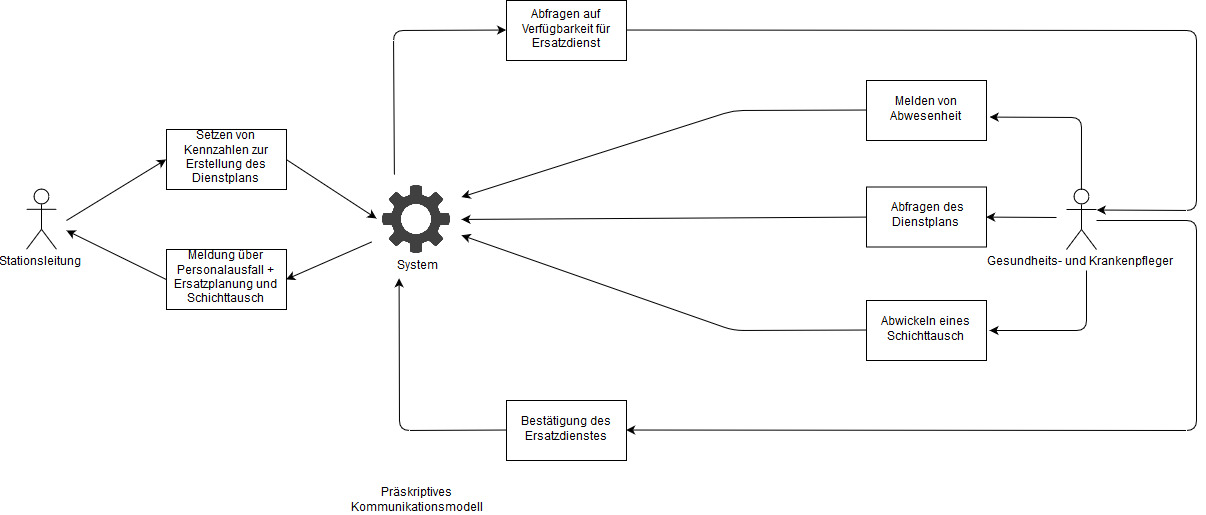 Abfragen auf
Verfügbarkeit für
Ersatzdienst
Melden von
Abwesenheit
Setzen von
Kennzahlen zur
Erstellung des
Dienstplans
Abfragen des
Dienstplans
Stationsleitung
Meldung über
Personalausfall +
Ersatzplanung und
Schichttausch
System
Gesundheits- und Krankenpfleger
Abwickeln eines
Schichttausch
Bestätigung des
Ersatzdienstes
Präskriptives
Kommunikationsmodell